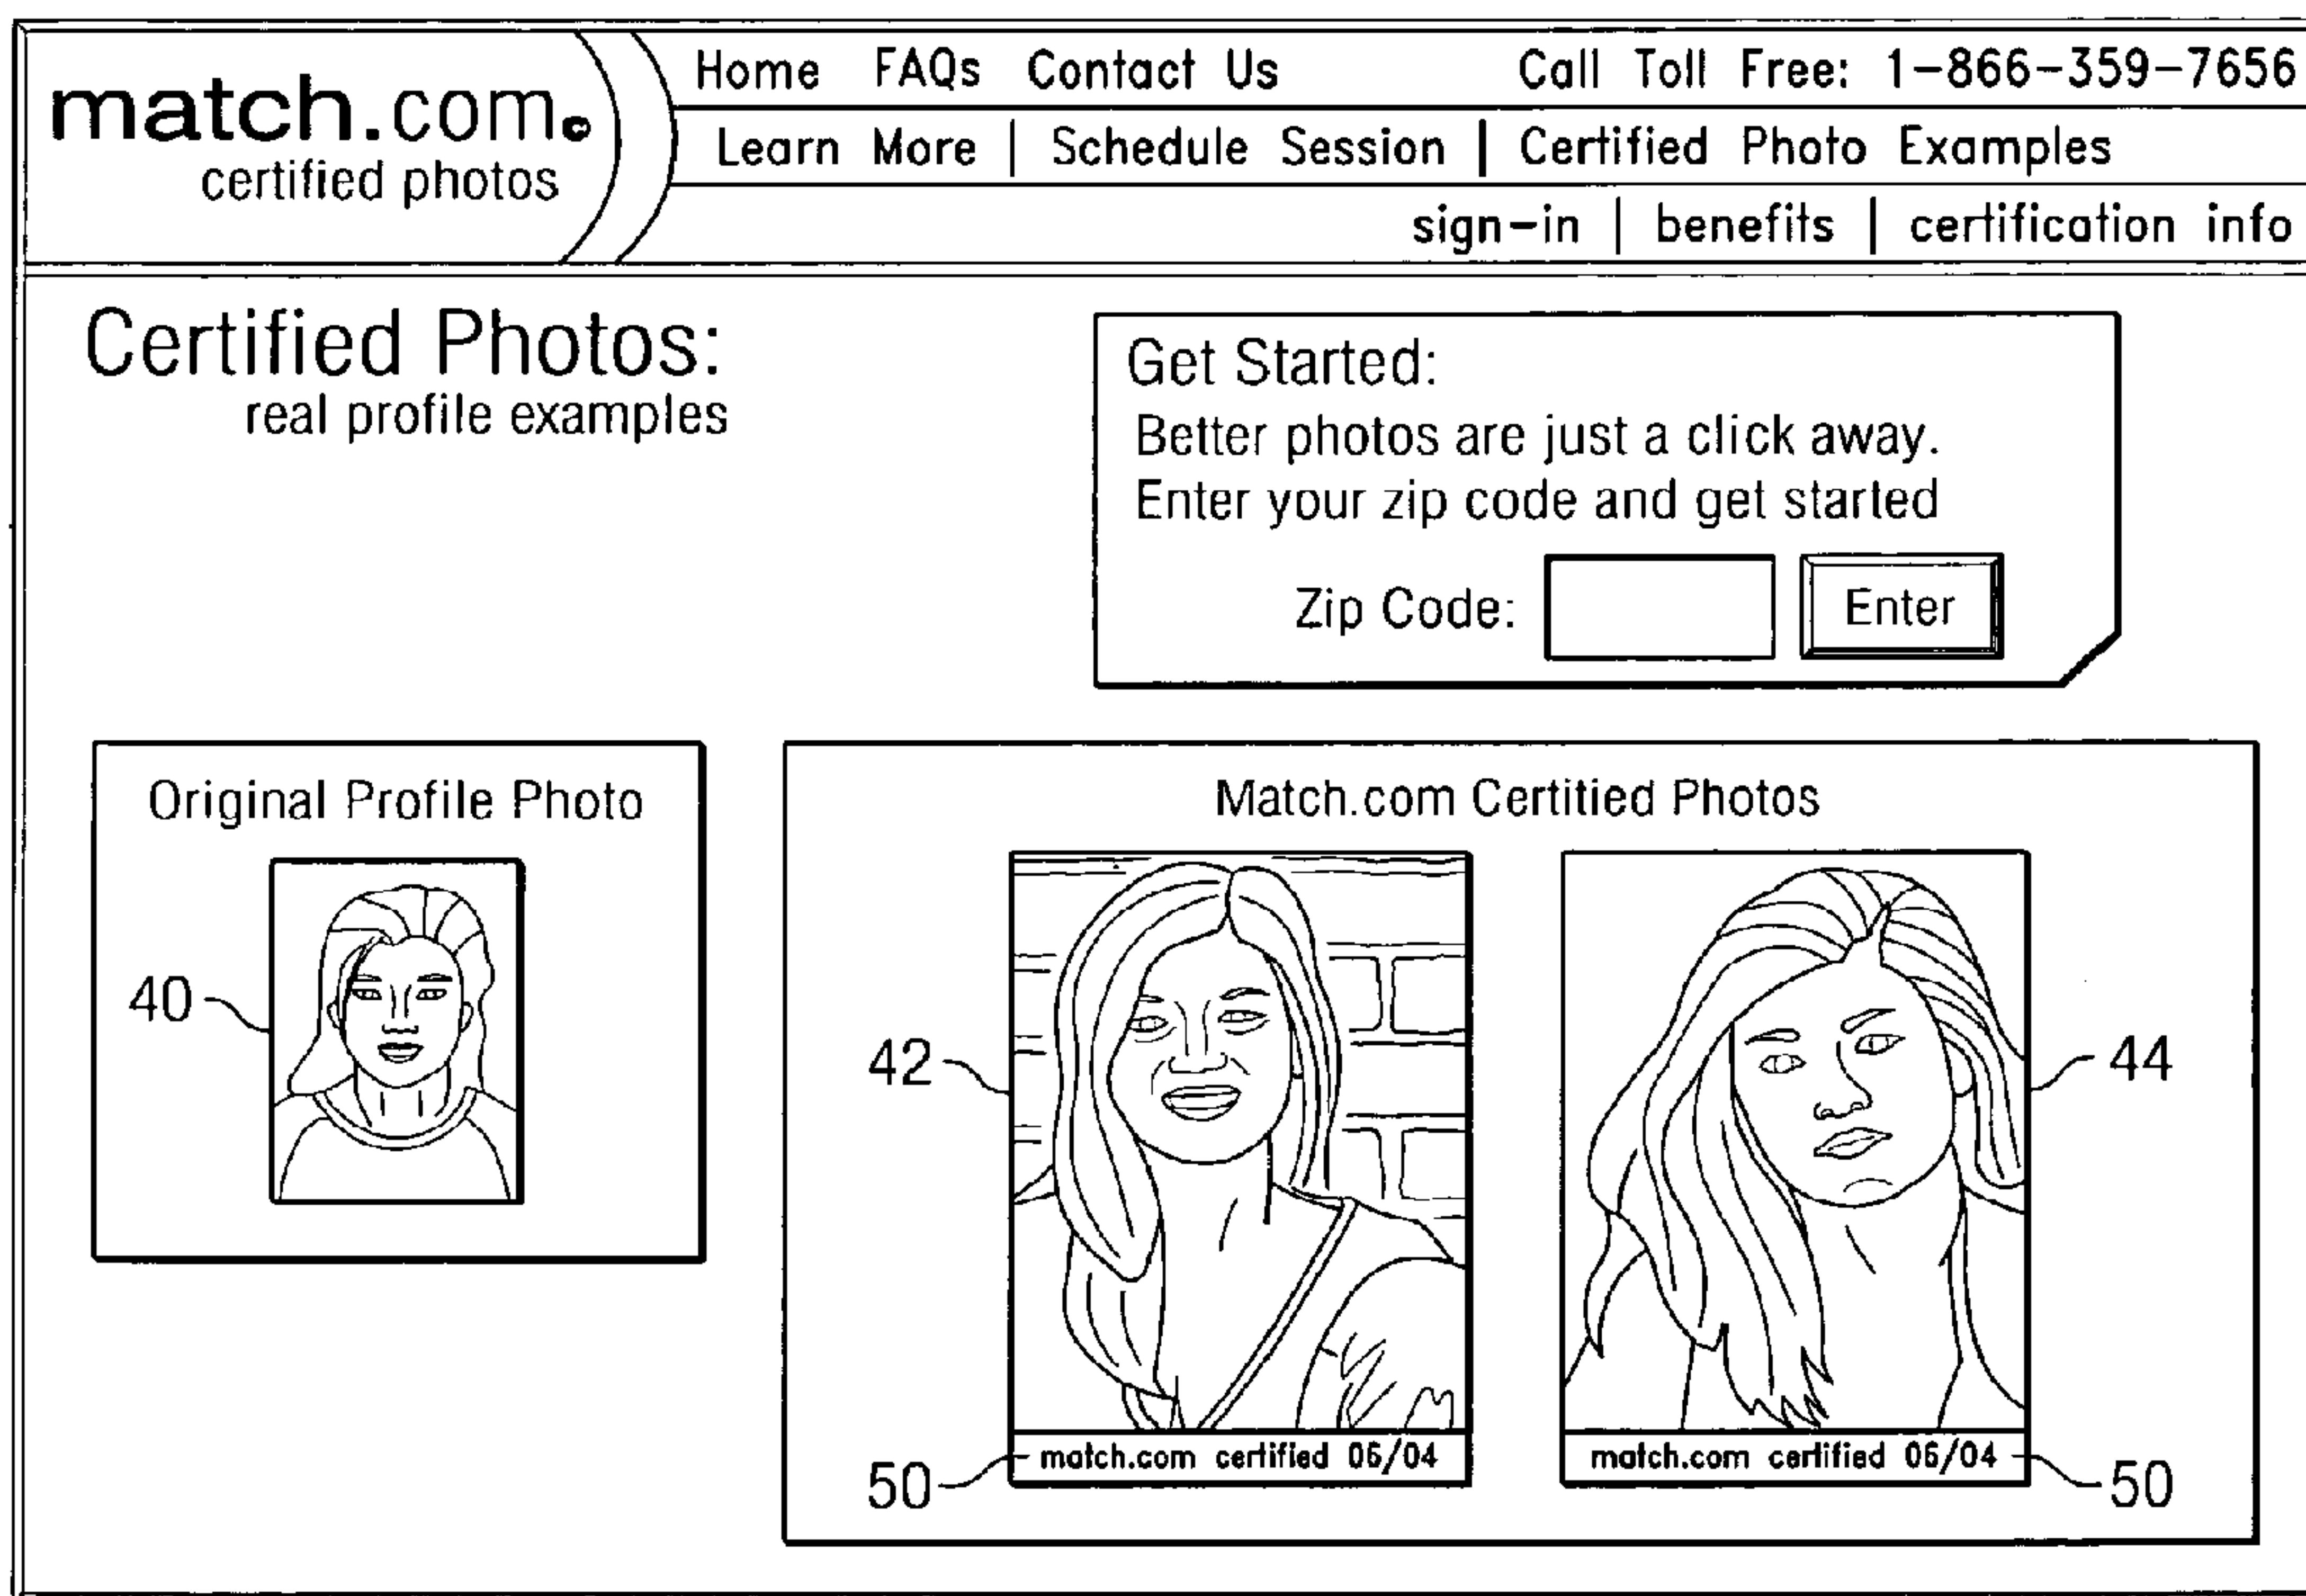 match.com©
certified photos
Home FAQs Contact Us Call Toll Free: 1-866-359-7656
Learn More | Schedule Session | Certified Photo Examples
sign-in | benefits | certification info
Certified Photos:
real profile examples
Get Started:
Better photos are just a click away.
Enter your zip code and get started
Zip Code: Enter
Original Profile Photo
40
Match.com Certitied Photos
42
44
match.com certified 06/04
50
match.com certified 06/04
50